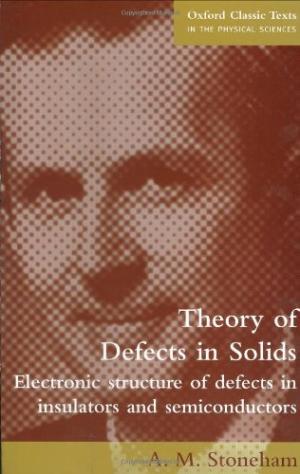 Oxford Classic Texts
IN THE PHYSICAL SCIENCES
Theory of
Defects in Solids
Electronic structure of defects in
insulators and semiconductors
A. M. Stoneham